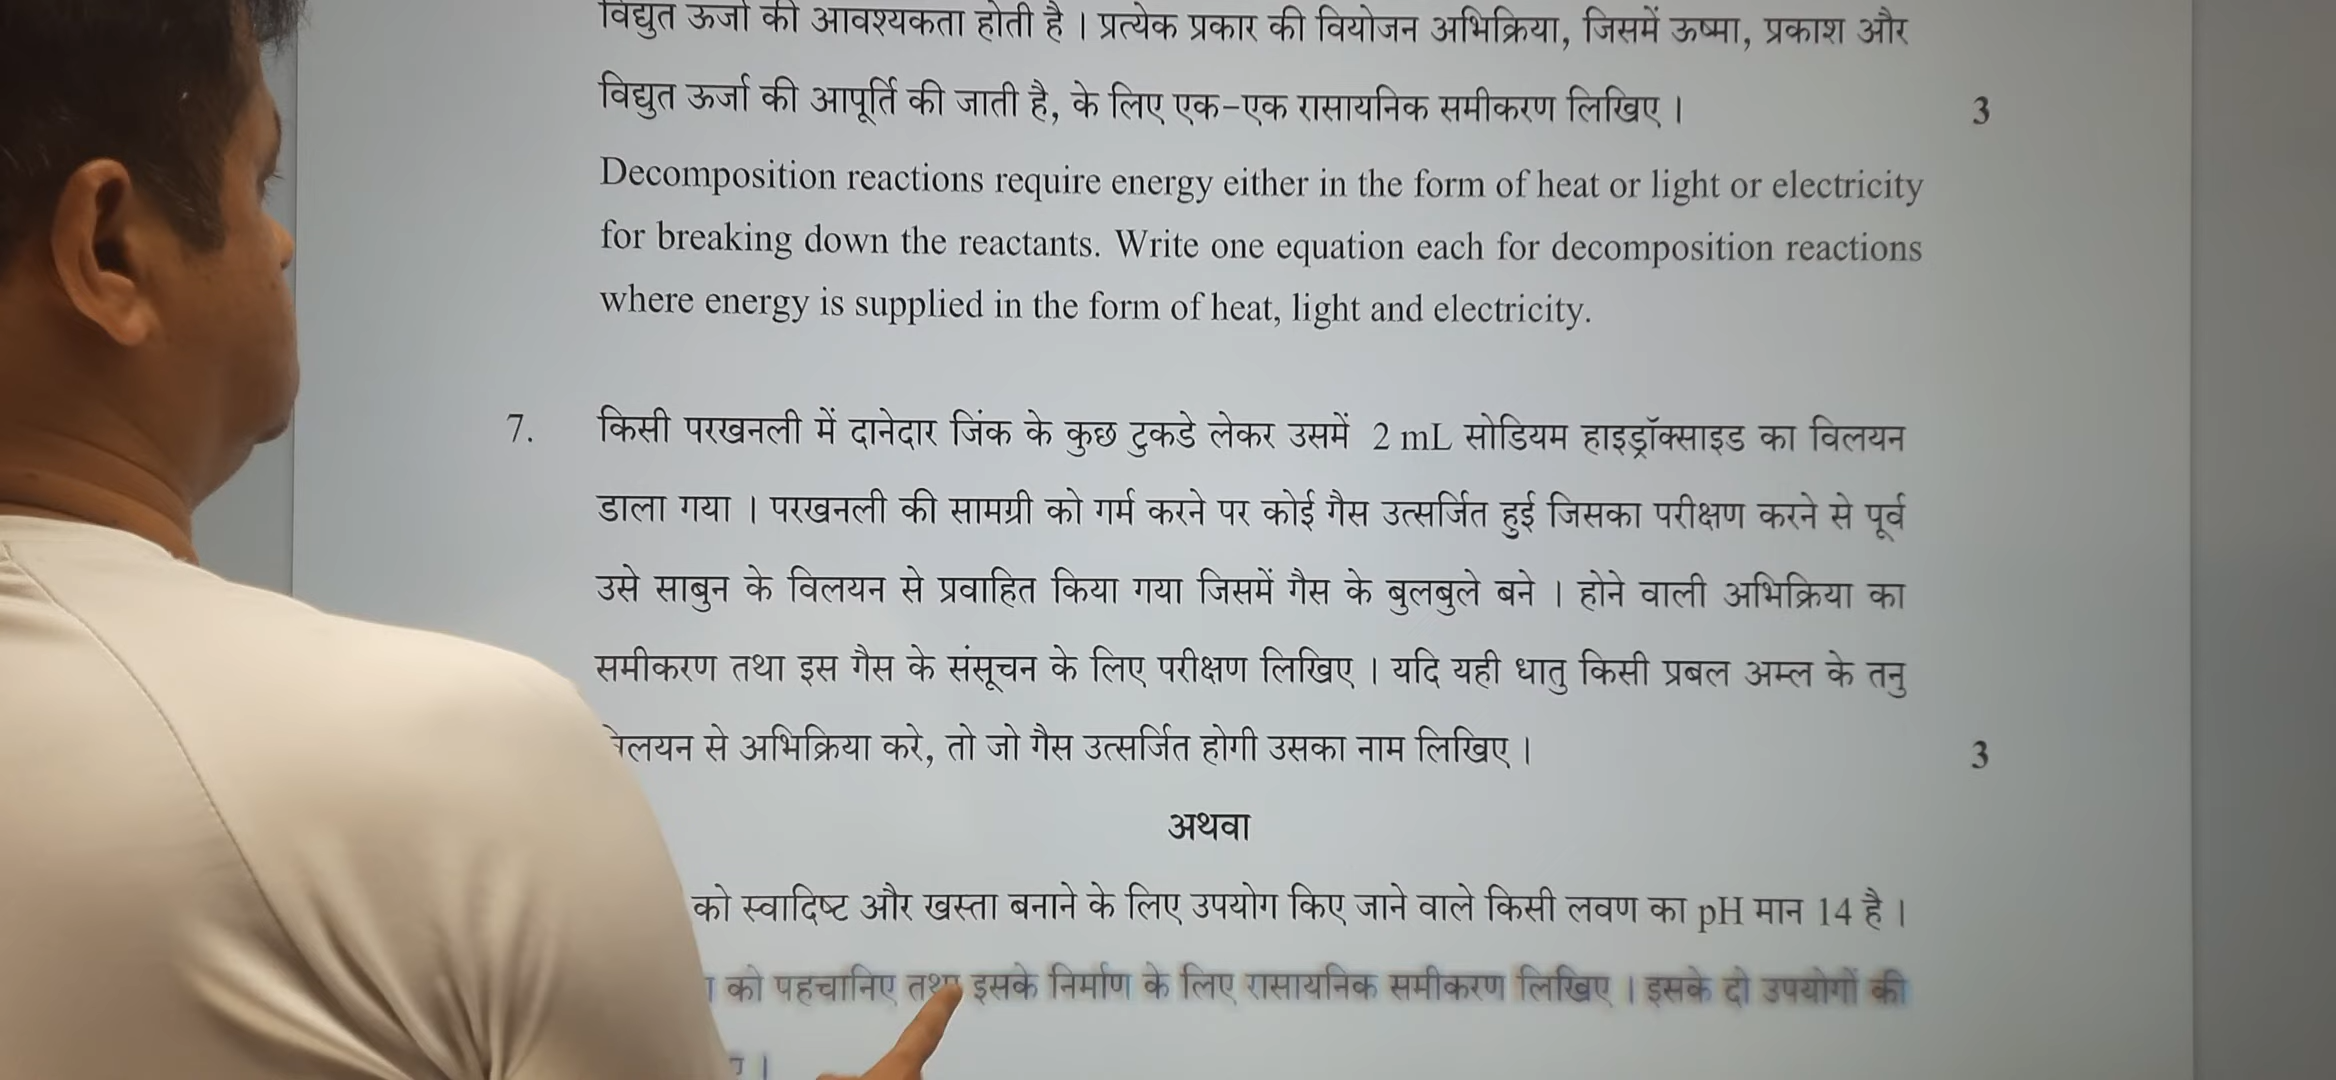 विद्युत ऊर्जा की आवश्यकता होती है । प्रत्येक प्रकार की वियोजन अभिक्रिया, जिसमें ऊष्मा, प्रकाश और
विद्युत ऊर्जा की आपूर्ति की जाती है, के लिए एक-एक रासायनिक समीकरण लिखिए । 3
Decomposition reactions require energy either in the form of heat or light or electricity
for breaking down the reactants. Write one equation each for decomposition reactions
where energy is supplied in the form of heat, light and electricity.
7. किसी परखनली में दानेदार जिंक के कुछ टुकडे लेकर उसमें 2 mL सोडियम हाइड्रॉक्साइड का विलयन
डाला गया । परखनली की सामग्री को गर्म करने पर कोई गैस उत्सर्जित हुई जिसका परीक्षण करने से पूर्व
उसे साबुन के विलयन से प्रवाहित किया गया जिसमें गैस के बुलबुले बने । होने वाली अभिक्रिया का
समीकरण तथा इस गैस के संसूचन के लिए परीक्षण लिखिए । यदि यही धातु किसी प्रबल अम्ल के तनु
से अभिक्रिया करे, तो जो गैस उत्सर्जित होगी उसका नाम लिखिए । 3
अथवा
को स्वादिष्ट और खस्ता बनाने के लिए उपयोग किए जाने वाले किसी लवण का pH मान 14 है ।
को पहचानिए तथा इसके निर्माण के लिए रासायनिक समीकरण लिखिए । इसके दो उपयोगों की